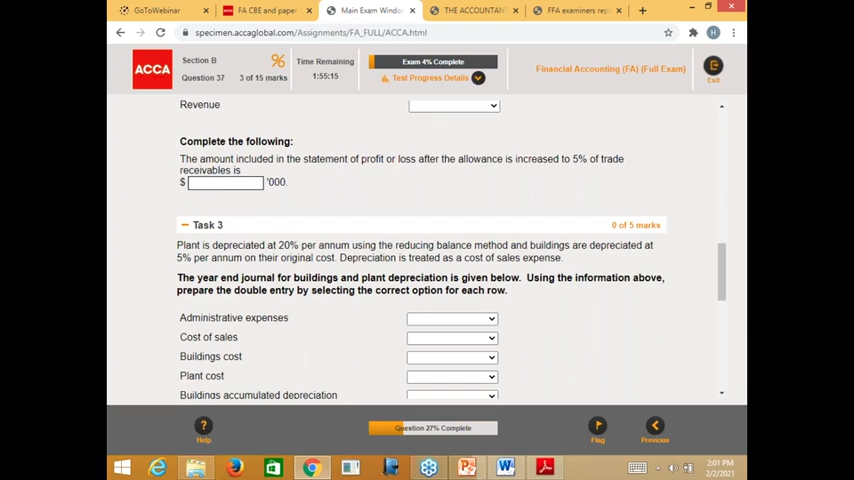 GoToWebinar
FA CBE and paper
Main Exam Windo
THE ACCOUNTAN
FFA examiners rep
specimen.accaglobal.com/Assignments/FA_FULL/ACCA.html
H
ACCA
Section B
Question 37
3 of 15 marks
Time Remaining
1:55:15
Exam 4% Complete
Test Progress Details
Financial Accounting (FA) (Full Exam)
Exit
Revenue
Complete the following:
The amount included in the statement of profit or loss after the allowance is increased to 5% of trade
receivables is
$ '000.
Task 3
0 of 5 marks
Plant is depreciated at 20% per annum using the reducing balance method and buildings are depreciated at
5% per annum on their original cost. Depreciation is treated as a cost of sales expense.
The year end journal for buildings and plant depreciation is given below. Using the information above,
prepare the double entry by selecting the correct option for each row.
Administrative expenses
Cost of sales
Buildings cost
Plant cost
Buildings accumulated depreciation
Help
Question 27% Complete
Flag
Previous
2:01 PM
2/2/2021